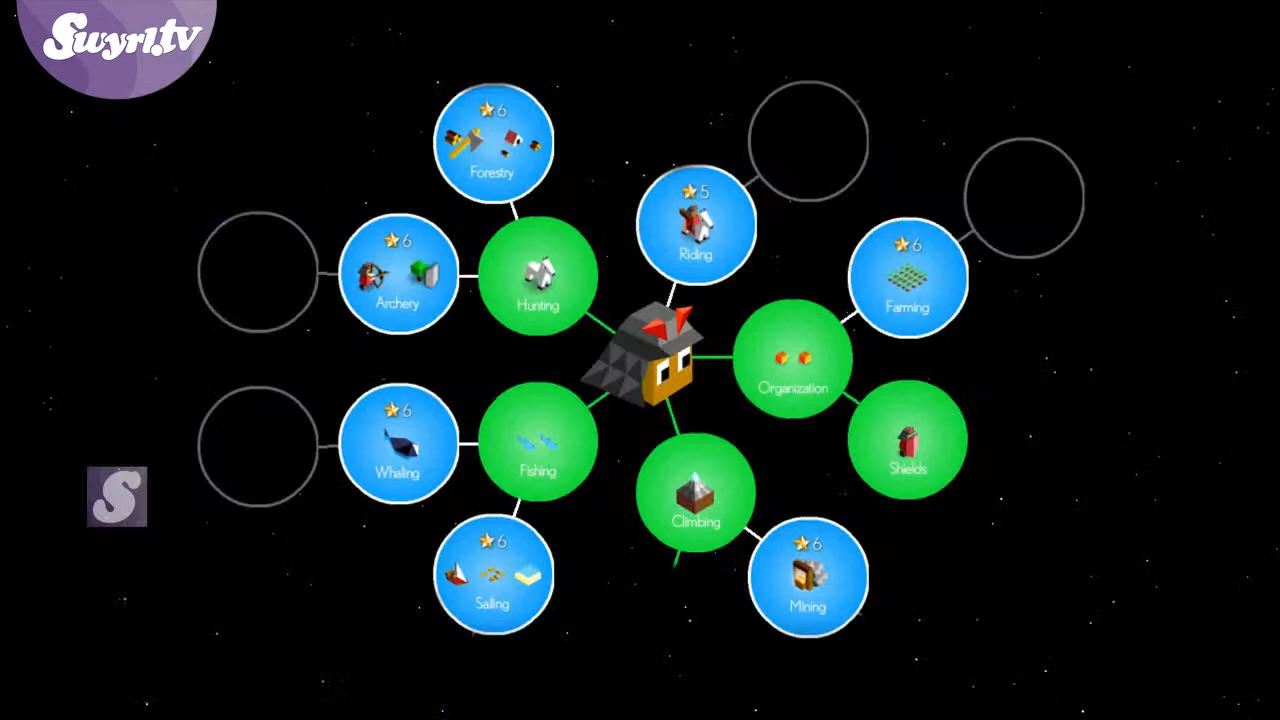 Swyrl.tv
6
Forestry
5
Riding
6
Archery
Hunting
6
Farming
Organization
6
Whaling
Fishing
Shields
S
Climbing
6
Sailing
6
Mining